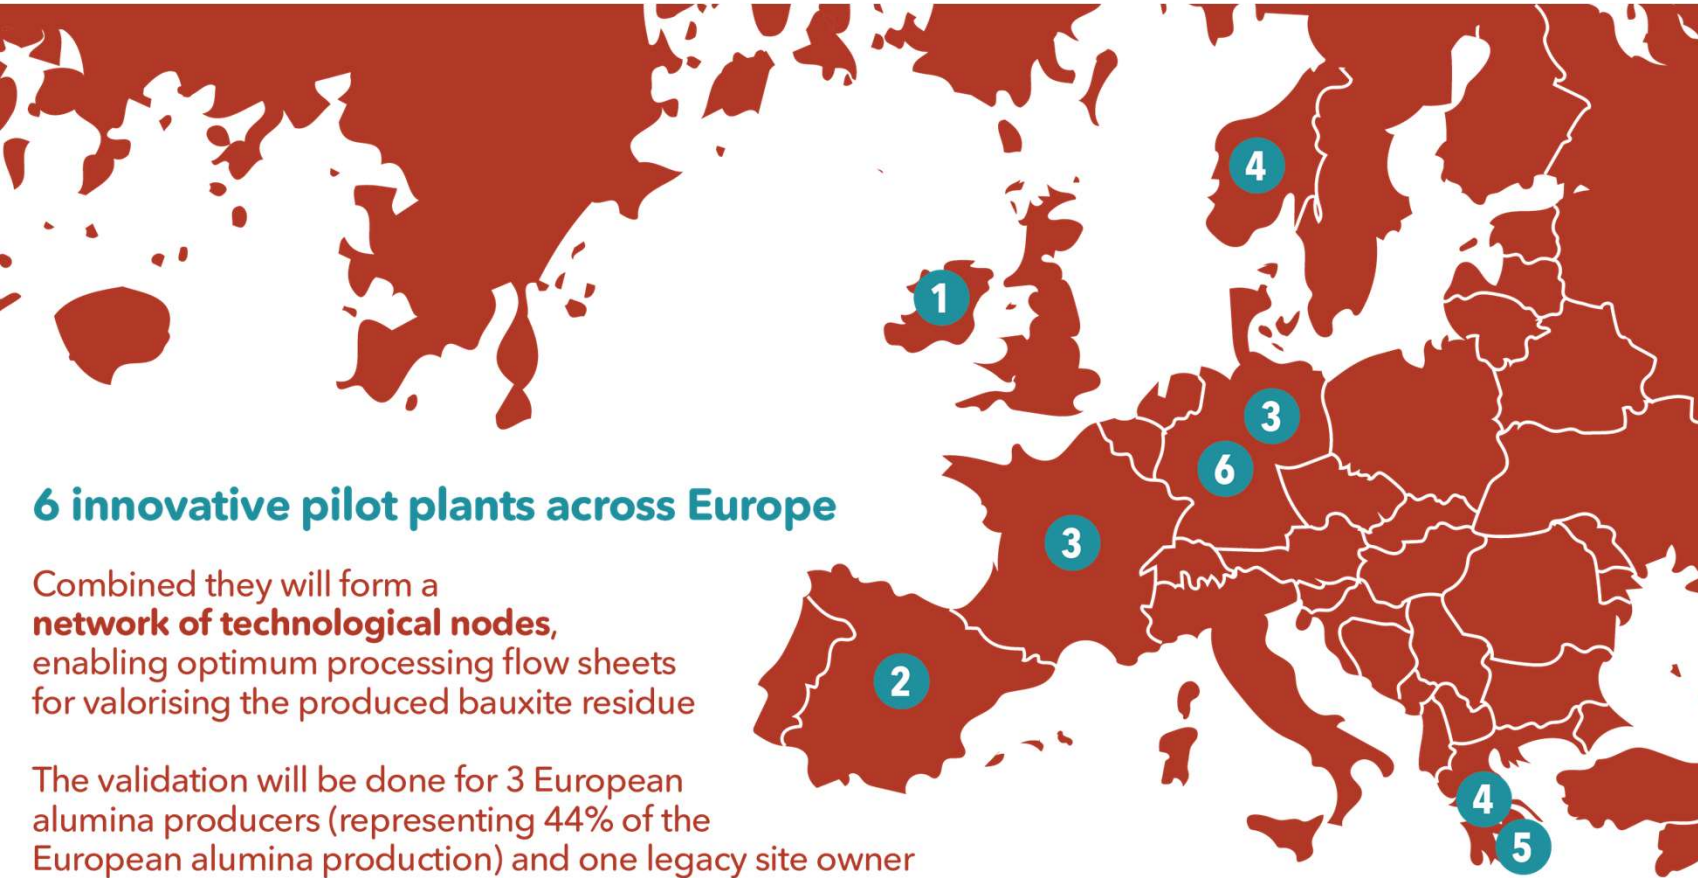 4
1
3
6
3
2
4
5
6 innovative pilot plants across Europe
Combined they will form a
network of technological nodes,
enabling optimum processing flow sheets
for valorising the produced bauxite residue
The validation will be done for 3 European
alumina producers (representing 44% of the
European alumina production) and one legacy site owner